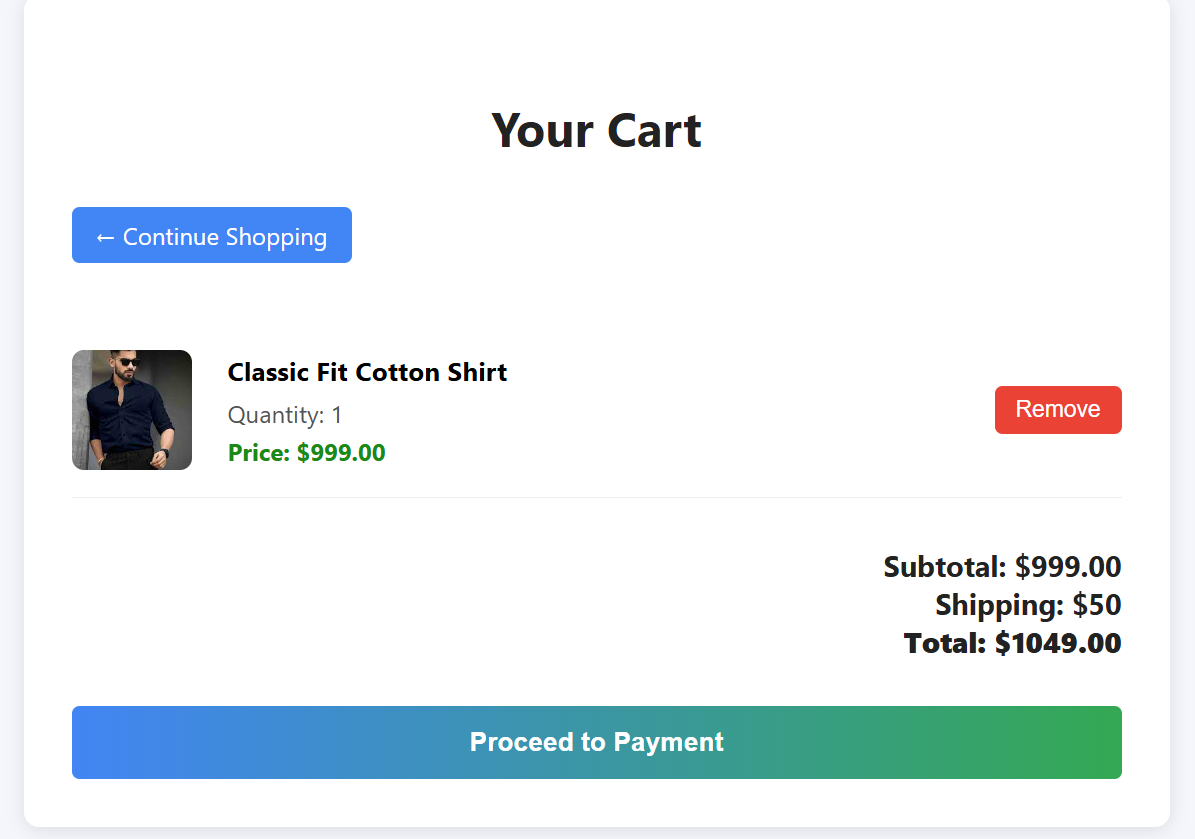 Your Cart
← Continue Shopping
Classic Fit Cotton Shirt
Quantity: 1
Price: $999.00
Remove
Subtotal: $999.00
Shipping: $50
Total: $1049.00
Proceed to Payment